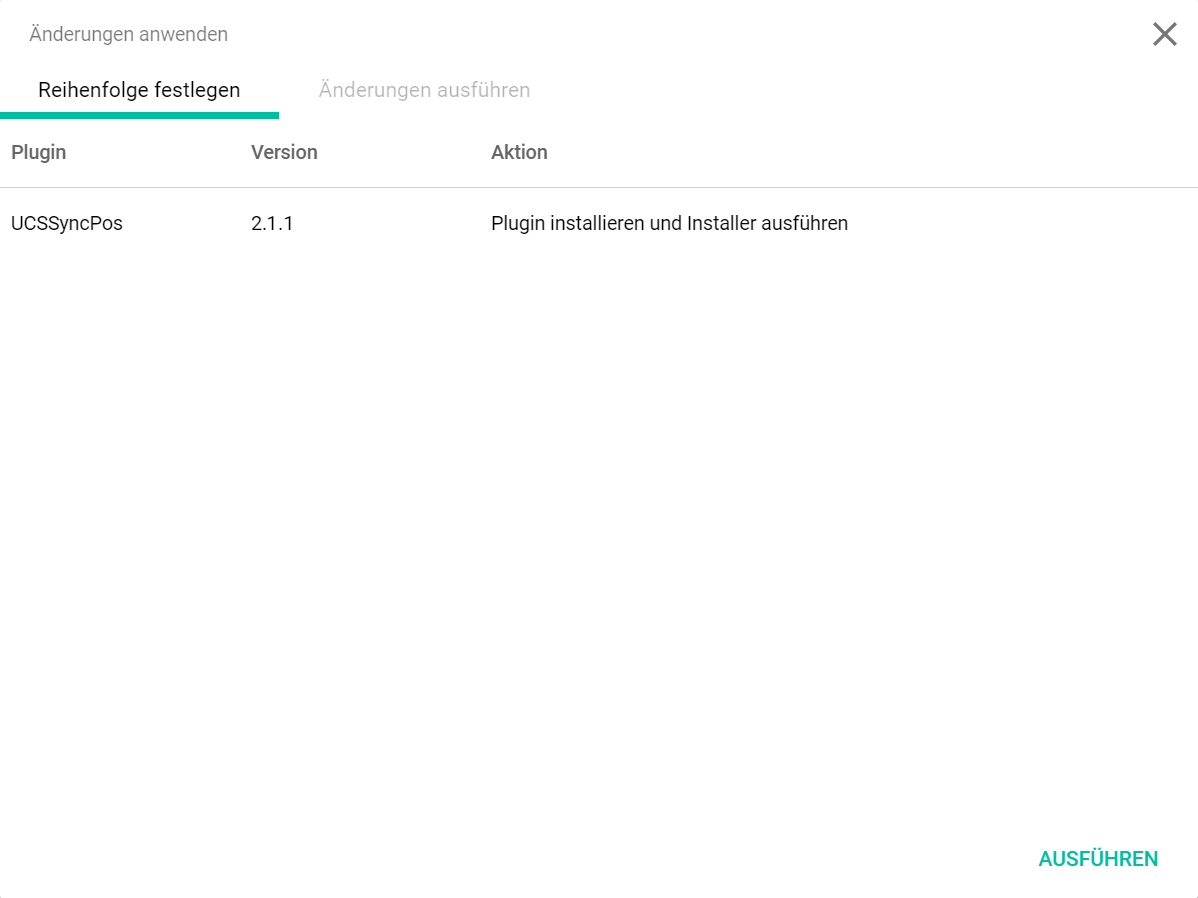 Änderungen anwenden
Reihenfolge festlegen Änderungen ausführen
Plugin Version Aktion
UCSSyncPos 2.1.1 Plugin installieren und Installer ausführen
AUSFÜHREN